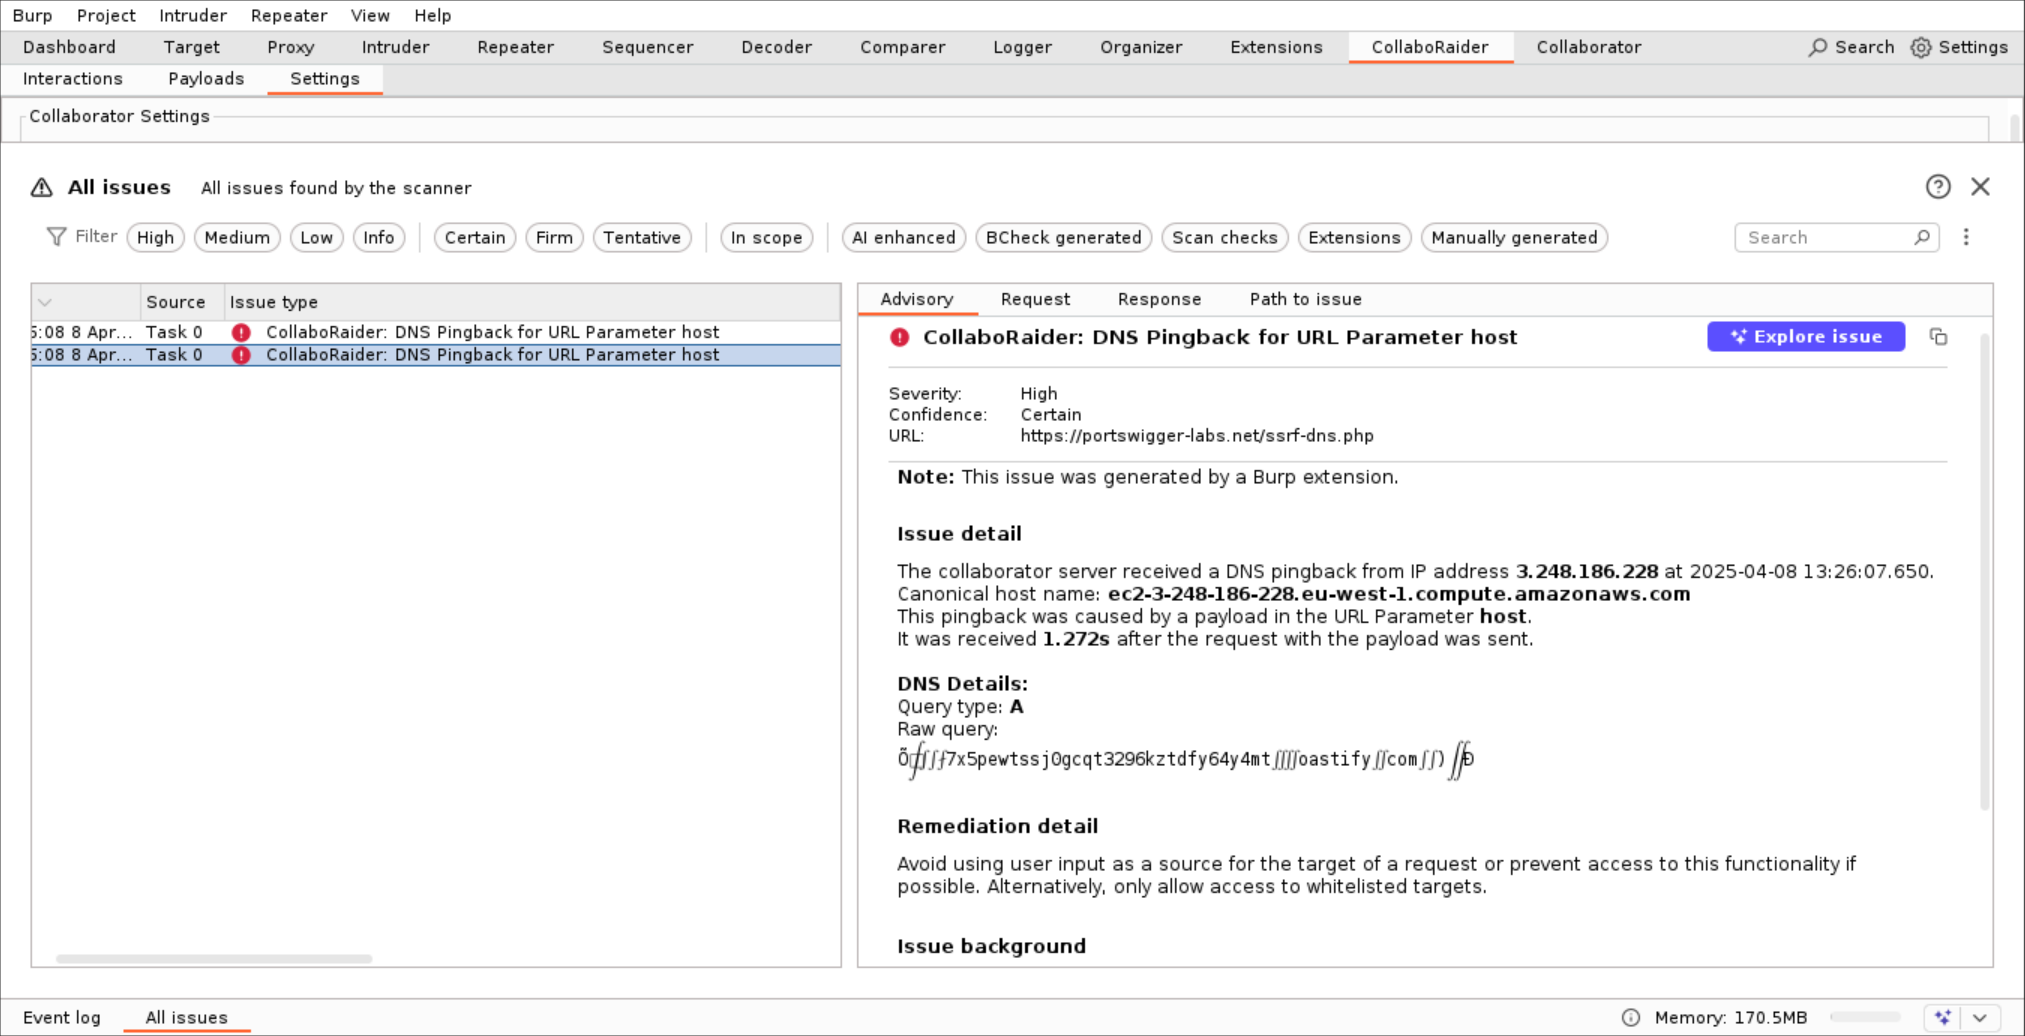 Burp Project Intruder Repeater View Help
Dashboard Target Proxy Intruder Repeater Sequencer Decoder Comparer Logger Organizer Extensions CollaboRaider Collaborator Search Settings
Interactions Payloads Settings
Collaborator Settings
All issues All issues found by the scanner
Filter High Medium Low Info Certain Firm Tentative In scope AI enhanced BCheck generated Scan checks Extensions Manually generated Search
Source Issue type
5:08 8 Apr... Task 0 CollaboRaider: DNS Pingback for URL Parameter host
5:08 8 Apr... Task 0 CollaboRaider: DNS Pingback for URL Parameter host
Advisory Request Response Path to issue
CollaboRaider: DNS Pingback for URL Parameter host Explore issue
Severity: High
Confidence: Certain
URL: https://portswigger-labs.net/ssrf-dns.php
Note: This issue was generated by a Burp extension.
Issue detail
The collaborator server received a DNS pingback from IP address 3.248.186.228 at 2025-04-08 13:26:07.650.
Canonical host name: ec2-3-248-186-228.eu-west-1.compute.amazonaws.com
This pingback was caused by a payload in the URL Parameter host.
It was received 1.272s after the request with the payload was sent.
DNS Details:
Query type: A
Raw query:
7x5pewtssj0gcqt3296kztdfy64y4mt oastify com
Remediation detail
Avoid using user input as a source for the target of a request or prevent access to this functionality if
possible. Alternatively, only allow access to whitelisted targets.
Issue background
Event log All issues Memory: 170.5MB